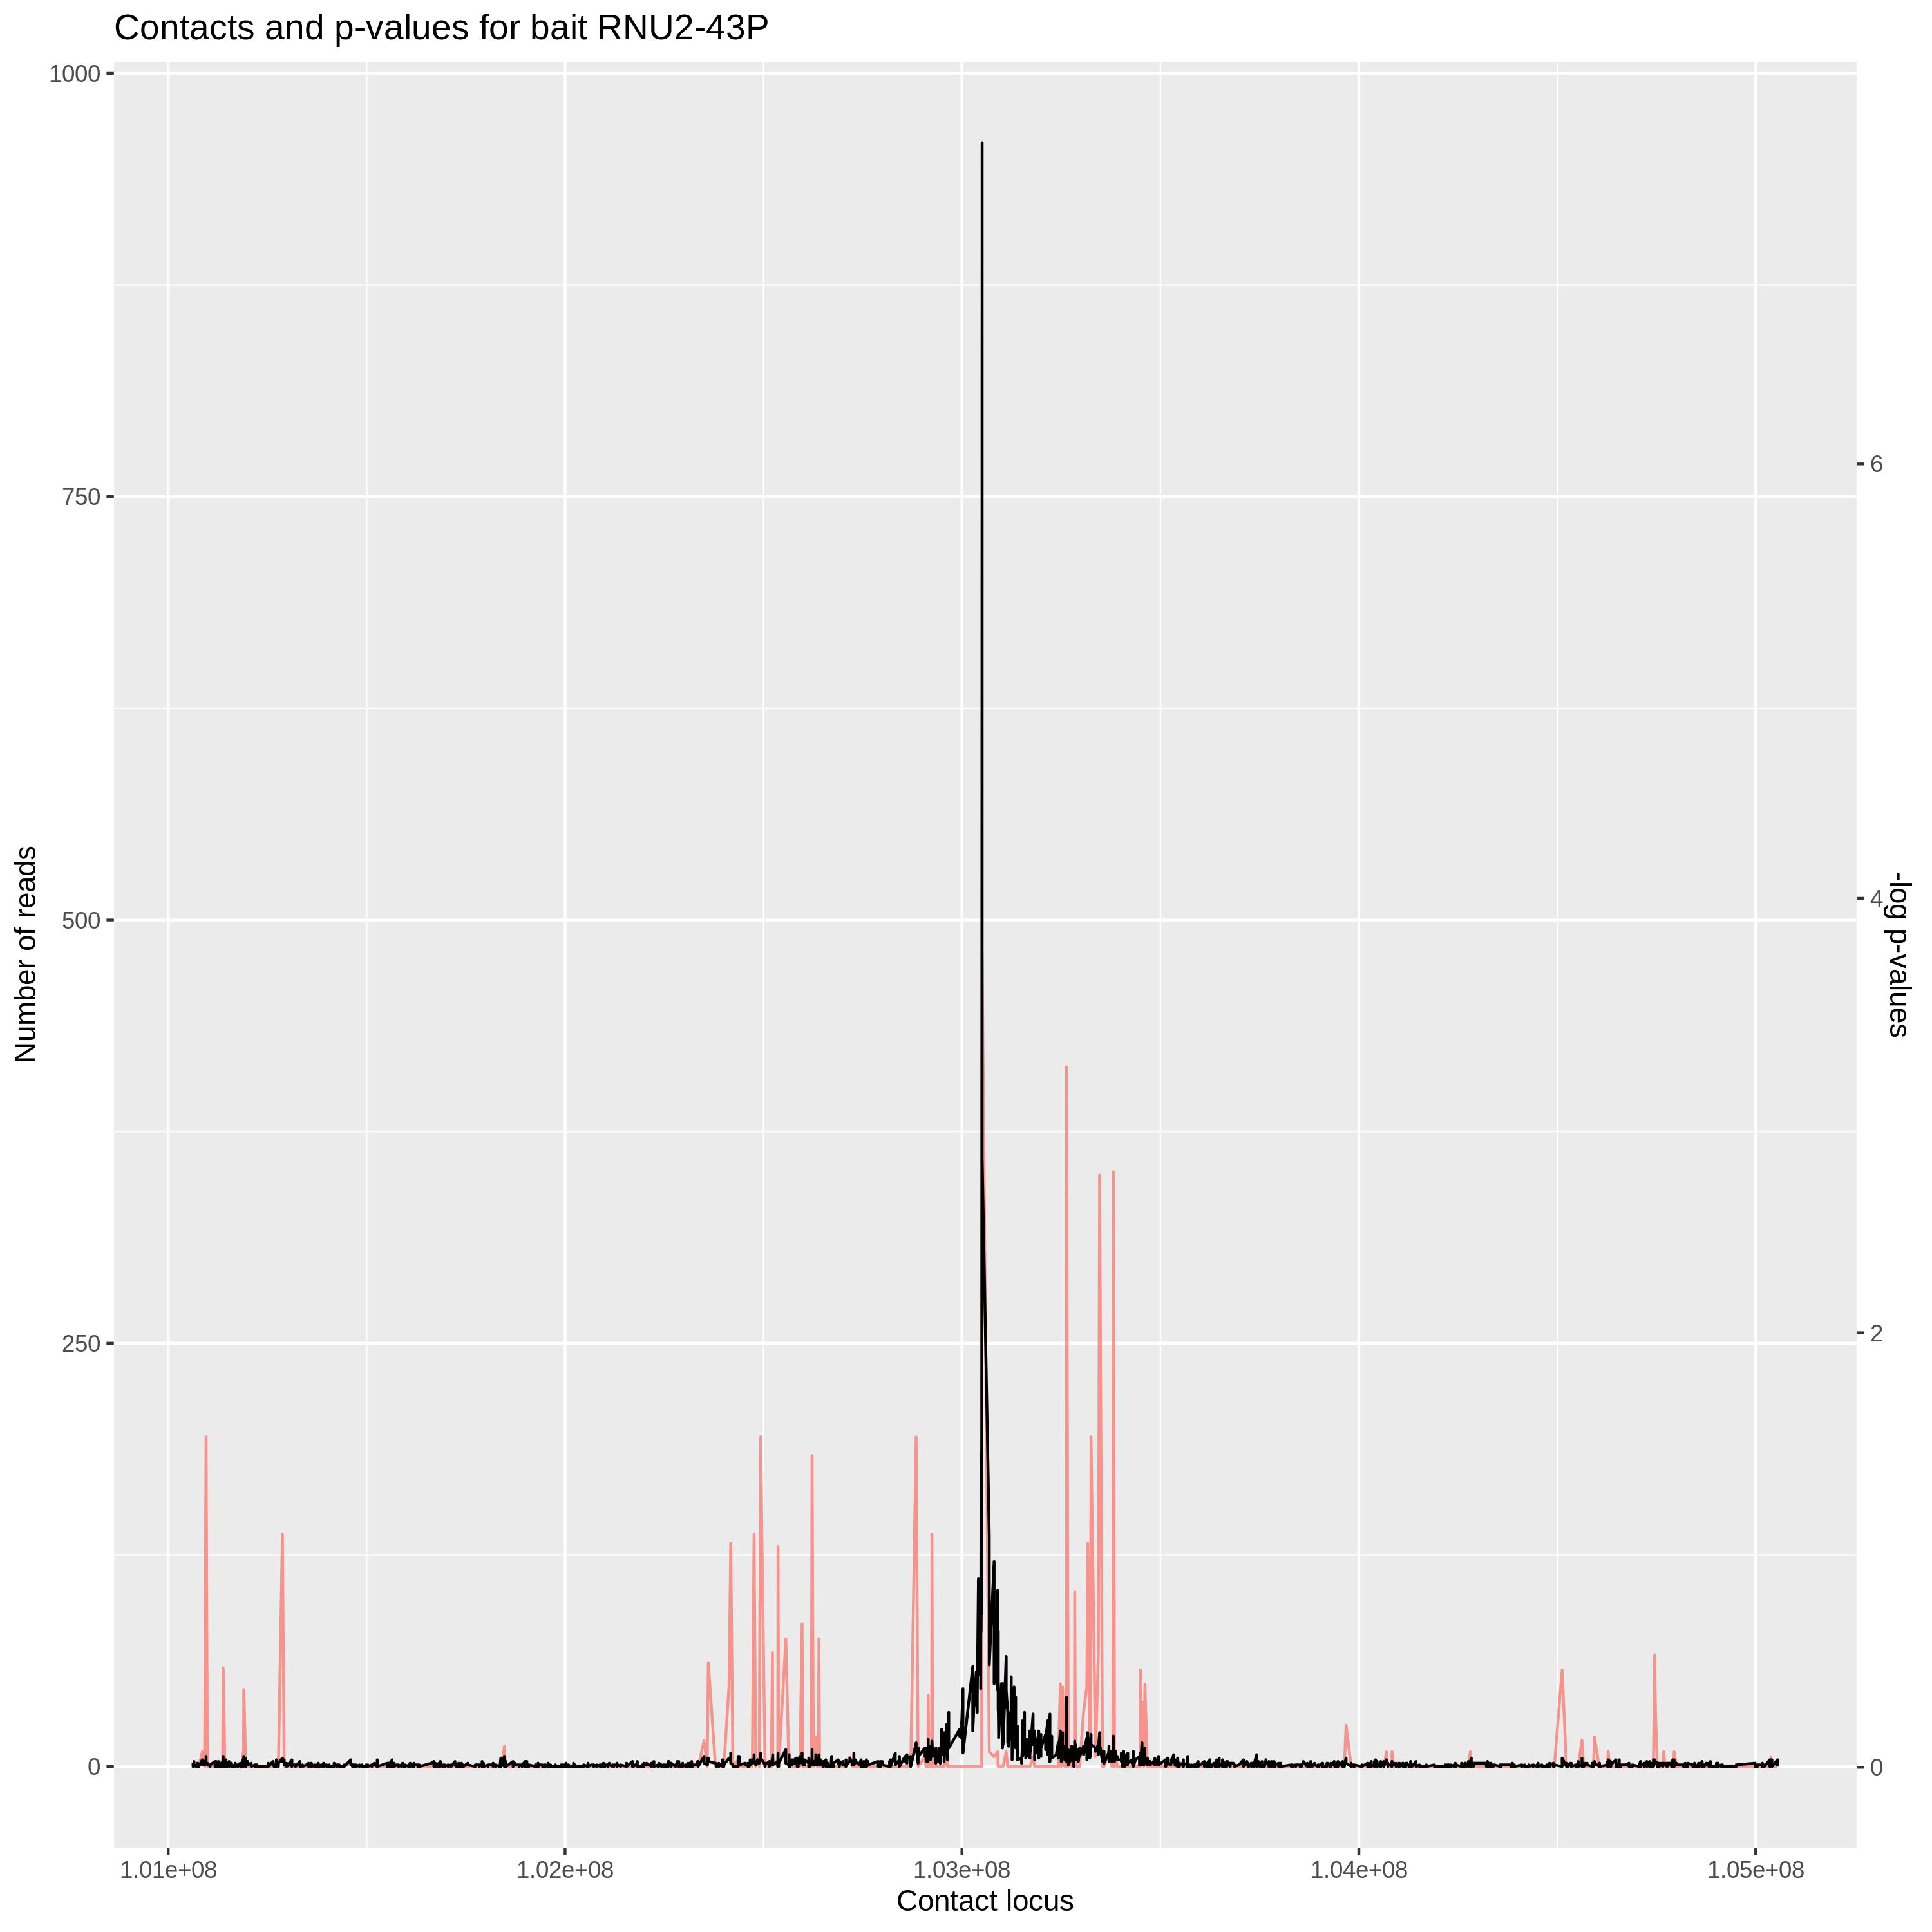 Contacts and p-values for bait RNU2-43P
1000
750
500
250
0
Number of reads
6
4
2
0
-log p-values
1.01e+08
1.02e+08
1.03e+08
1.04e+08
1.05e+08
Contact locus